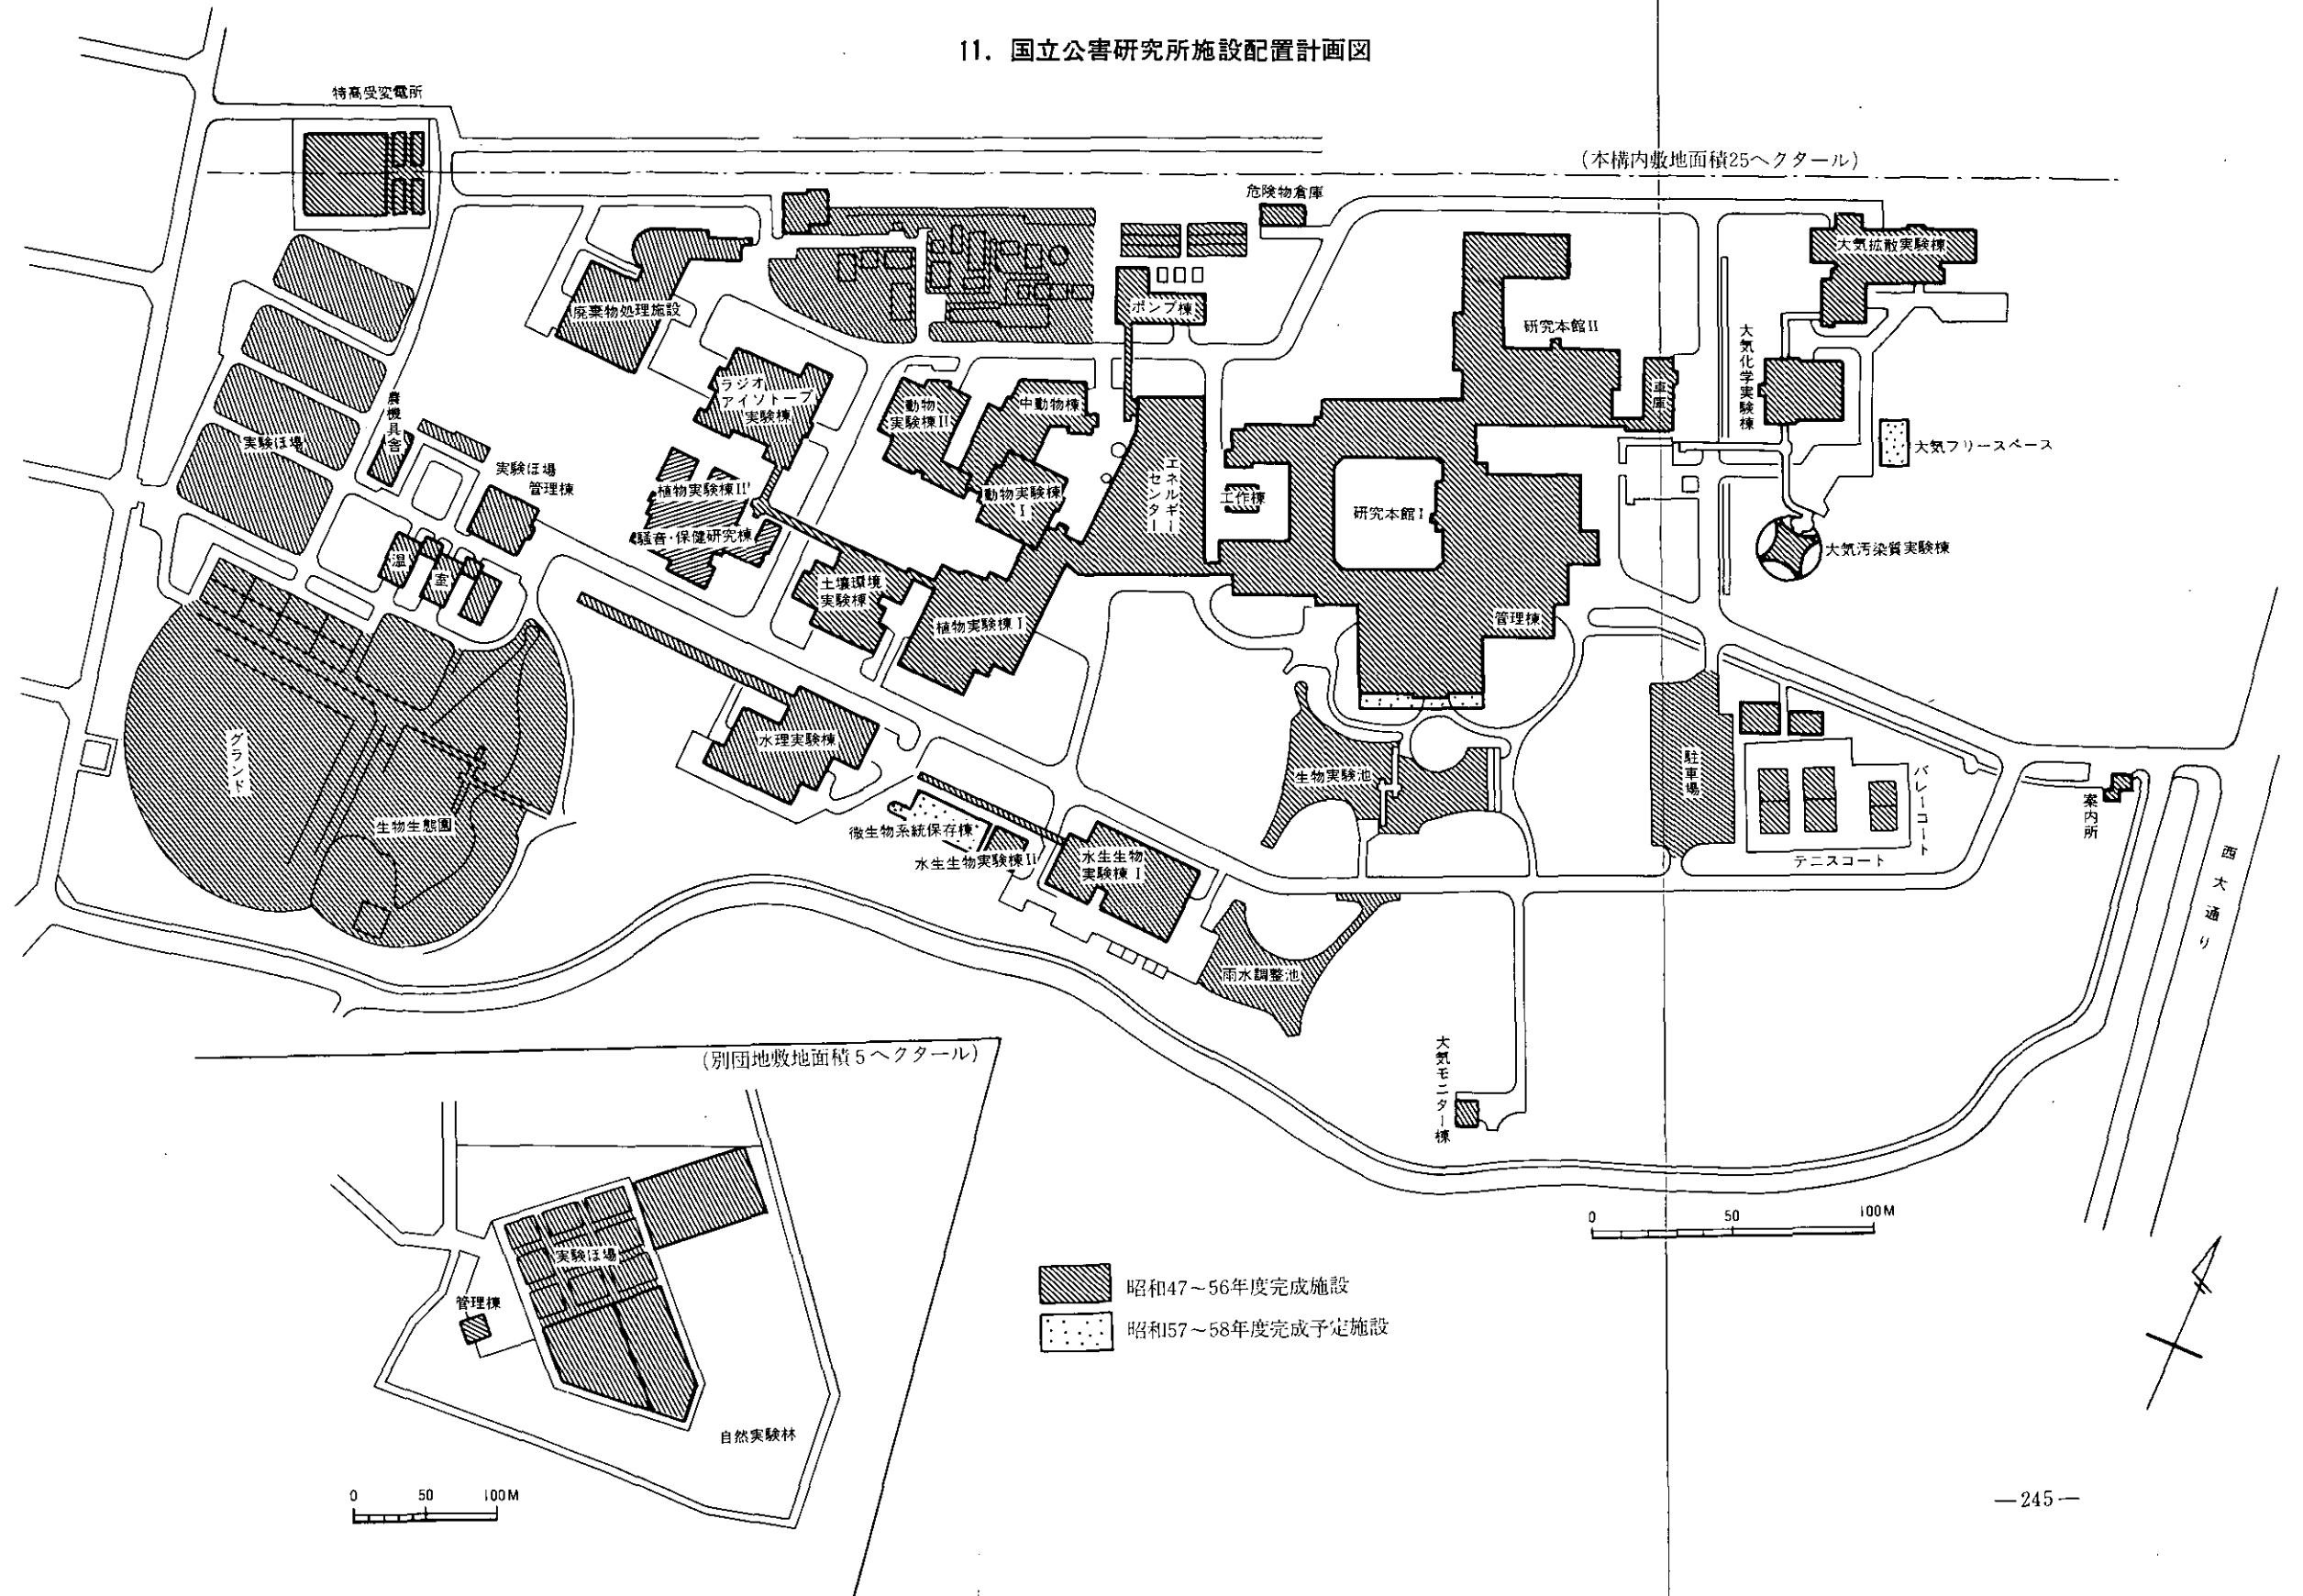 11. 国立公害研究所施設配置計画図
特高受変電所
(本構内敷地面積25ヘクタール)
危険物倉庫
大気拡散実験棟
廃棄物処理施設
ポンプ棟
研究本館II
大気化学実験棟
車庫
ラジオ
アイソトープ
実験棟
動物
実験棟II
中動物棟
農機具舎
実験ほ場
実験ほ場
管理棟
大気フリースペース
エネルギー
センター
植物実験棟II
動物実験棟
I
工作棟
研究本館I
騒音・保健研究棟
大気汚染質実験棟
温
室
土壌環境
実験棟
植物実験棟I
管理棟
グランド
水理実験棟
生物実験池
駐車場
バレーコート
案内所
生物生態園
微生物系統保存棟
水生生物実験棟II
水生生物
実験棟I
テニスコート
西大通り
雨水調整池
大気モニター棟
(別団地敷地面積5ヘクタール)
0 50 100M
実験ほ場
管理棟
昭和47～56年度完成施設
昭和57～58年度完成予定施設
自然実験林
0 50 100M
—245—